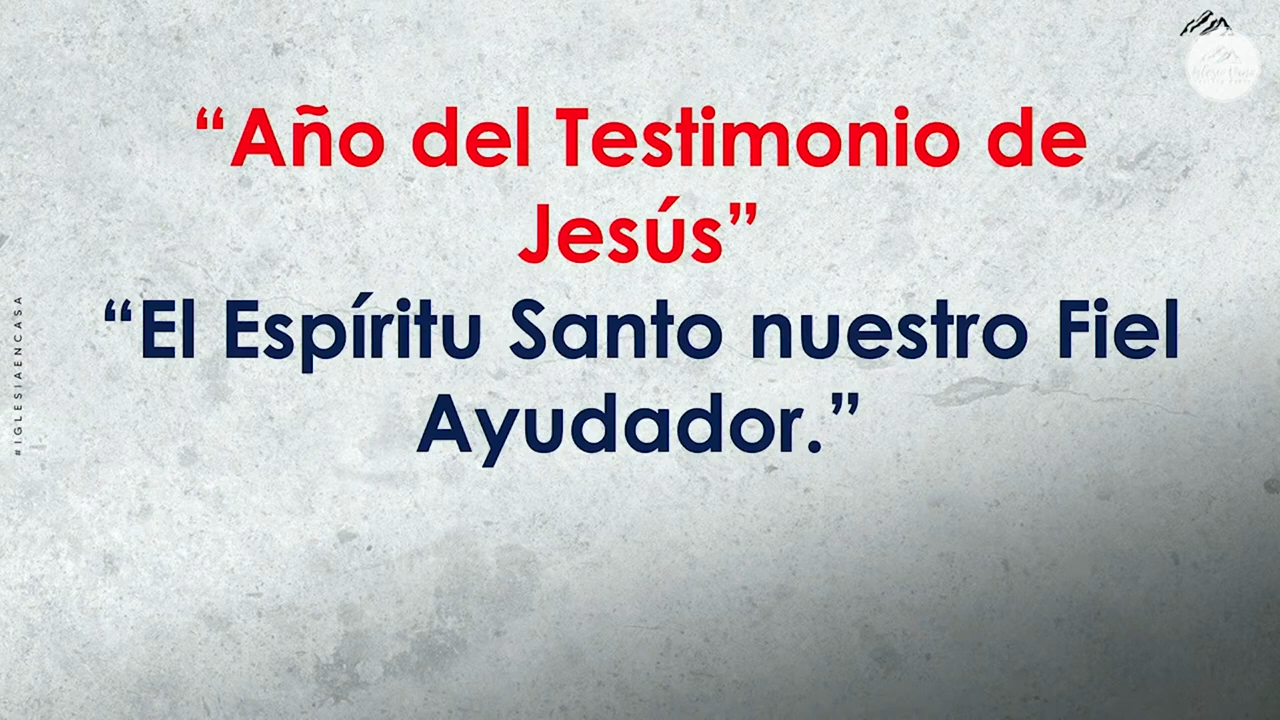 “Año del Testimonio de
Jesús”
“El Espíritu Santo nuestro Fiel
Ayudador.”
#IGLESIAENCASA